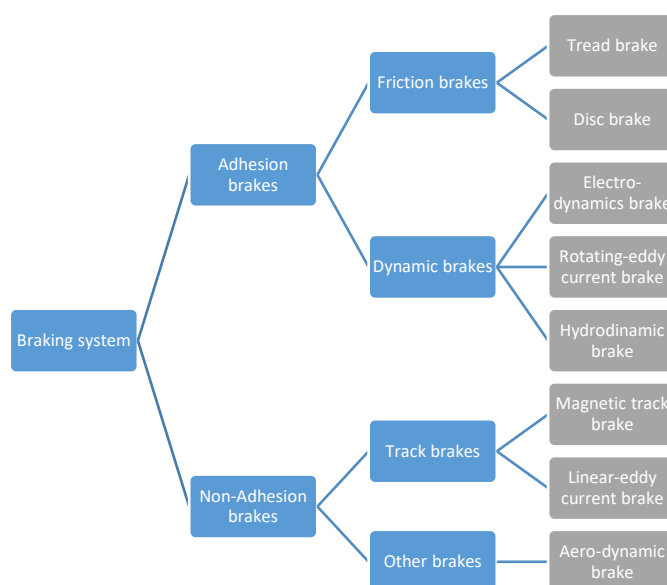 Braking system
Adhesion
brakes
Friction brakes
Tread brake
Disc brake
Dynamic brakes
Electro-
dynamics brake
Rotating-eddy
current brake
Hydrodinamic
brake
Non-Adhesion
brakes
Track brakes
Magnetic track
brake
Linear-eddy
current brake
Other brakes
Aero-dynamic
brake